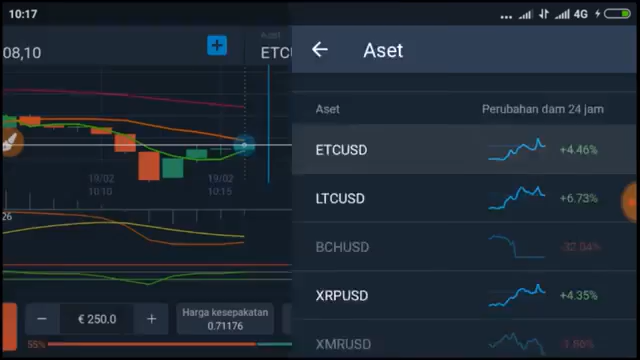 10:17
4G
08,10
Aset
ETC
Aset
Aset
Perubahan dam 24 jam
ETCUSD
+4.46%
LTCUSD
+6.73%
BCHUSD
-32.04%
XRPUSD
+4.35%
XMRUSD
-1.86%
19/02
10:10
19/02
10:15
26
− € 250.0 +
Harga kesepakatan
0.71176
55%